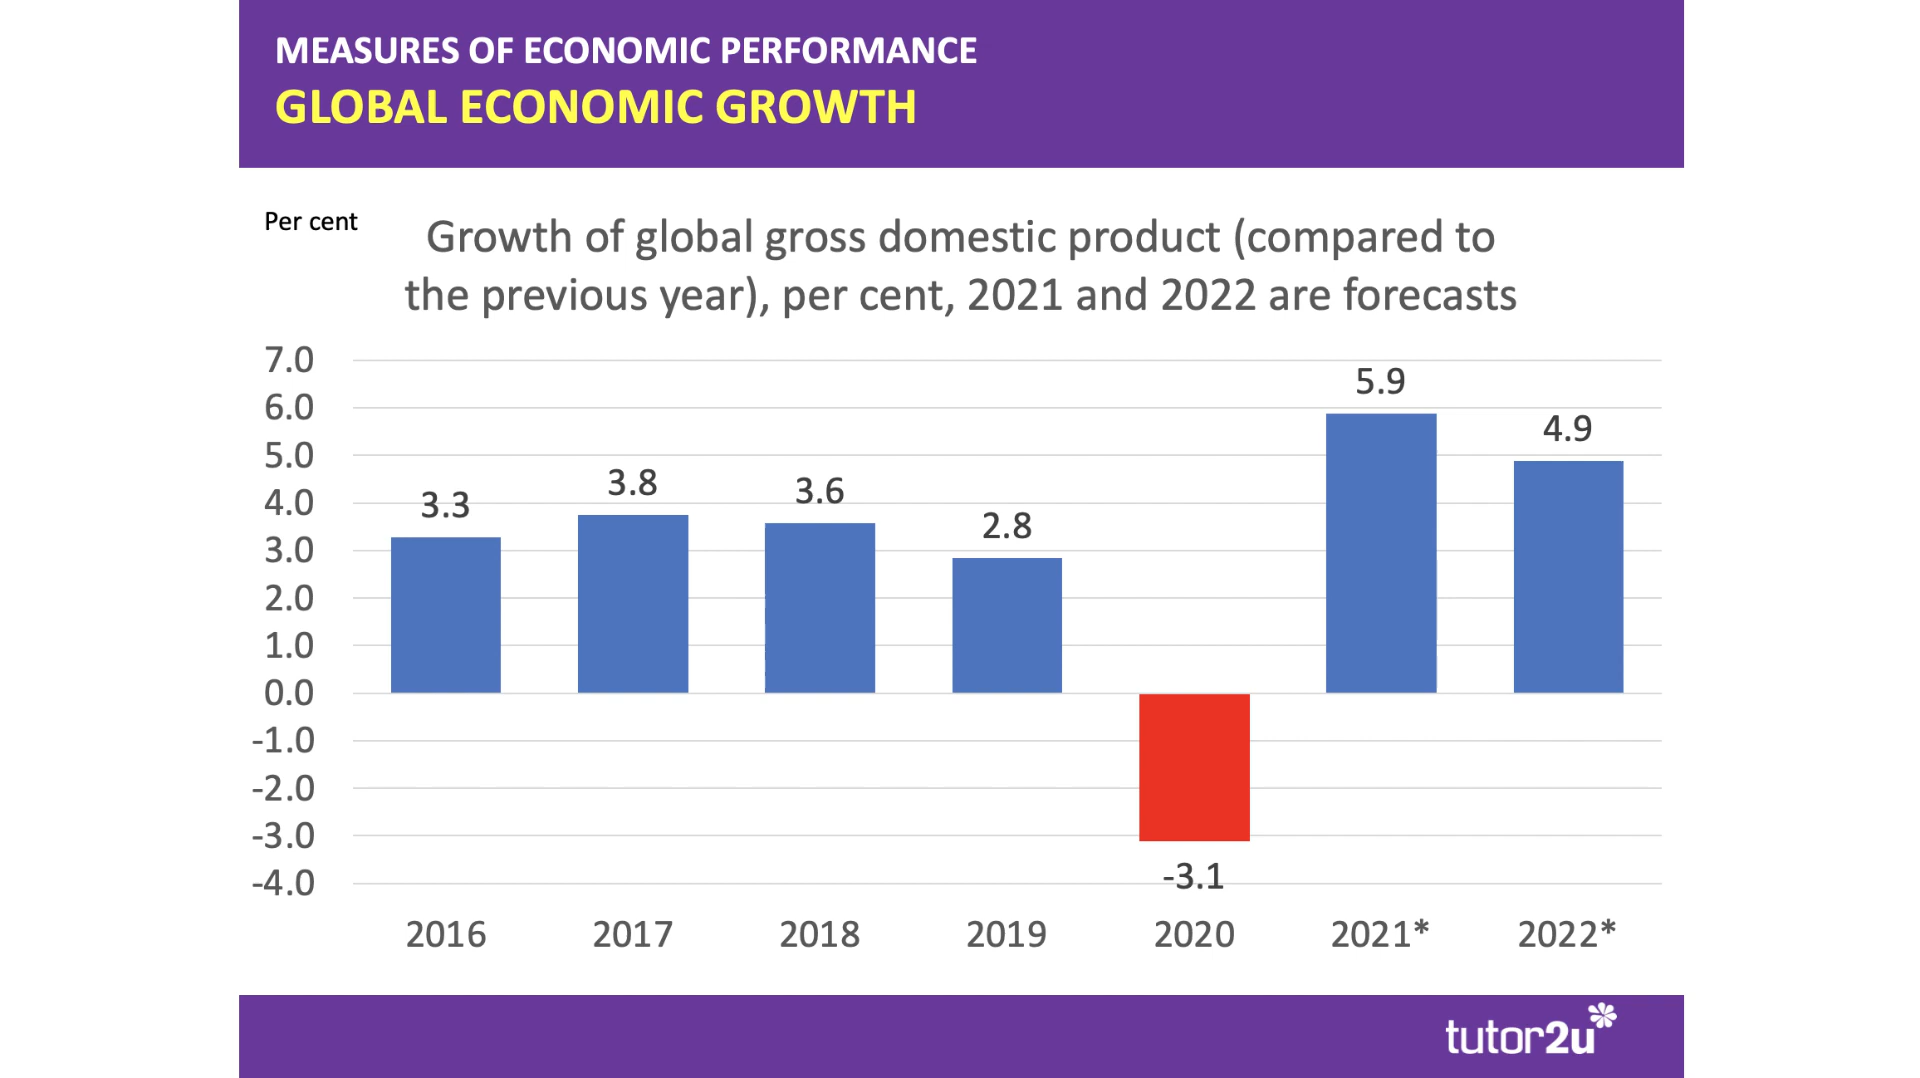 MEASURES OF ECONOMIC PERFORMANCE
GLOBAL ECONOMIC GROWTH
Per cent
Growth of global gross domestic product (compared to
the previous year), per cent, 2021 and 2022 are forecasts
7.0
6.0
5.0
4.0
3.0
2.0
1.0
0.0
-1.0
-2.0
-3.0
-4.0
3.3
3.8
3.6
2.8
-3.1
5.9
4.9
2016 2017 2018 2019 2020 2021* 2022*
tutor2u